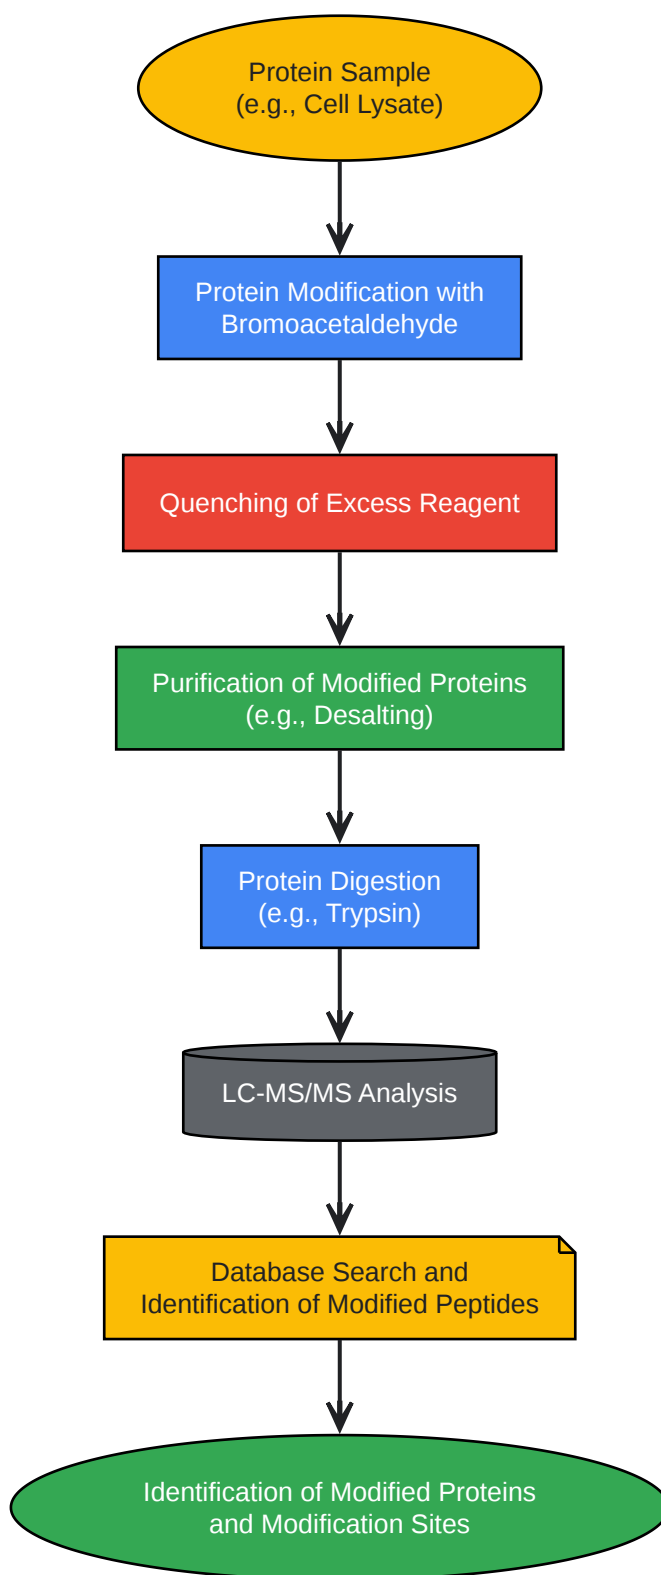 Protein Sample
(e.g., Cell Lysate)
Protein Modification with
Bromoacetaldehyde
Quenching of Excess Reagent
Purification of Modified Proteins
(e.g., Desalting)
Protein Digestion
(e.g., Trypsin)
LC-MS/MS Analysis
Database Search and
Identification of Modified Peptides
Identification of Modified Proteins
and Modification Sites